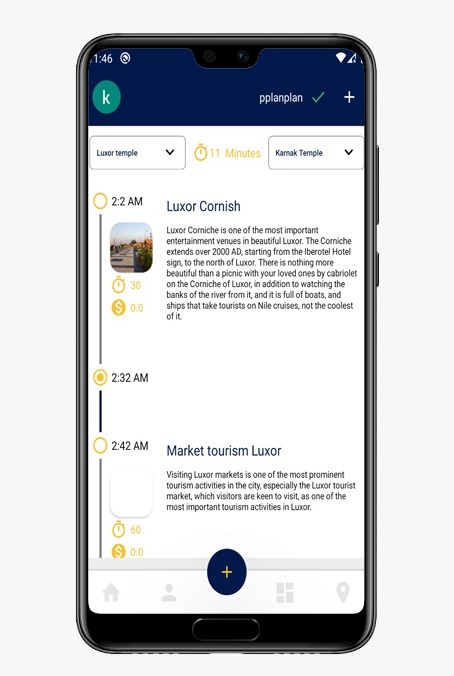 1:46
k
pplanplan
Luxor temple
11 Minutes
Karnak Temple
2:2 AM
Luxor Cornish
Luxor Corniche is one of the most important
entertainment venues in beautiful Luxor. The Corniche
extends over 2000 AD, starting from the Iberotel Hotel
sign, to the north of Luxor. There is nothing more
beautiful than a picnic with your loved ones by cabriolet
on the Corniche of Luxor, in addition to watching the
banks of the river from it, and it is full of boats, and
ships that take tourists on Nile cruises, not the coolest
of it.
30
0.0
2:32 AM
2:42 AM
Market tourism Luxor
Visiting Luxor markets is one of the most prominent
tourism activities in the city, especially the Luxor tourist
market, which visitors are keen to visit, as one of the
most important tourism activities in Luxor.
60
0.0